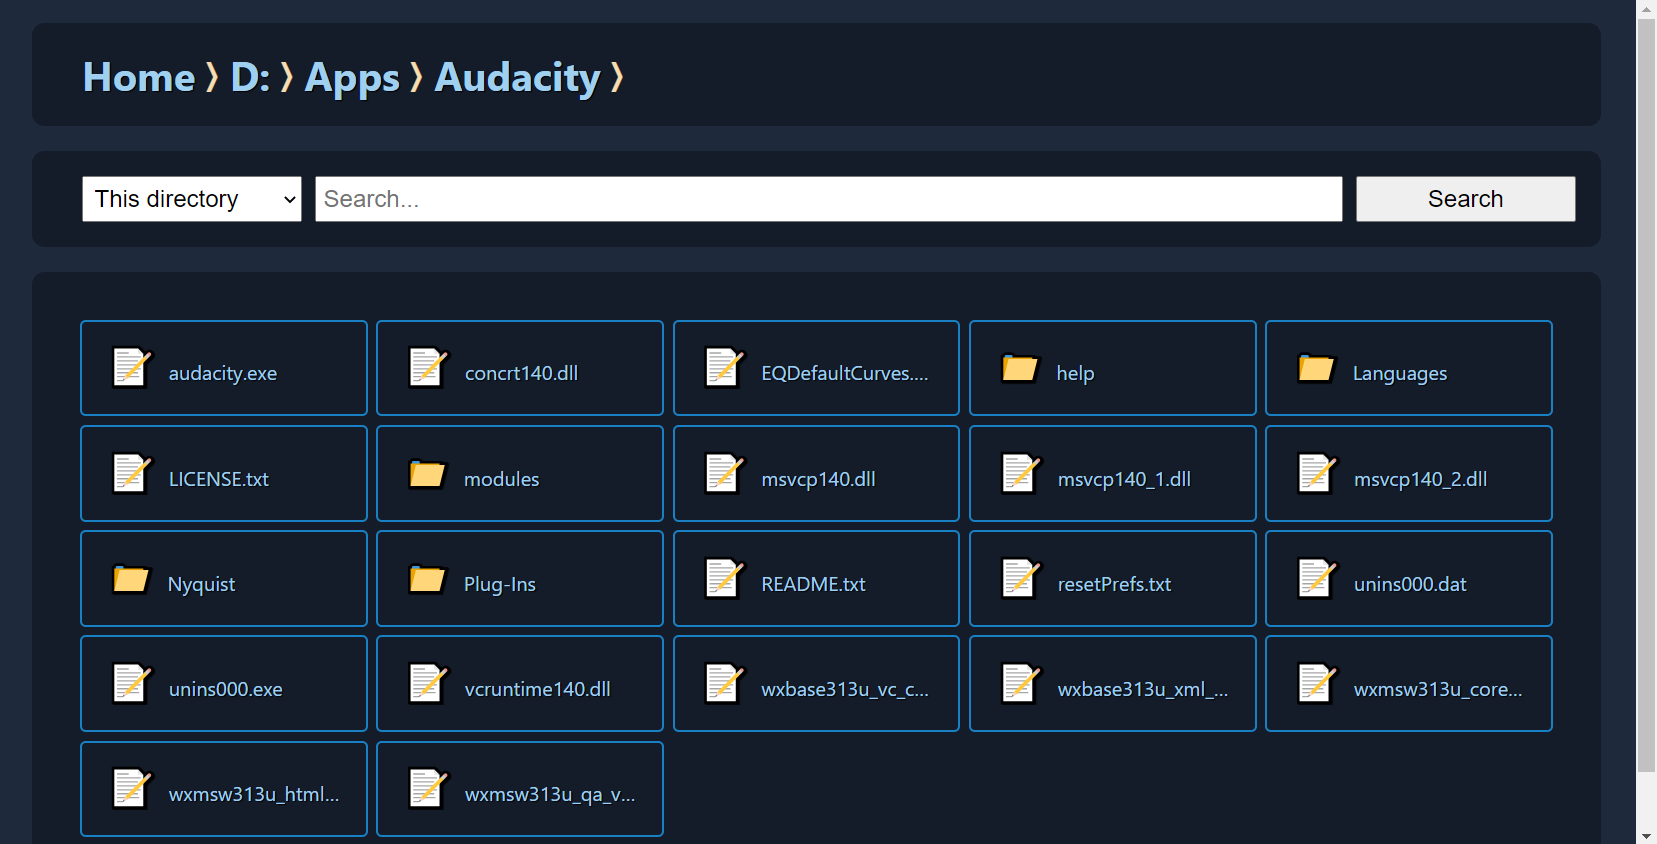 Home ⟩ D: ⟩ Apps ⟩ Audacity ⟩
This directory Search... Search
audacity.exe concrt140.dll EQDefaultCurves.... help Languages
LICENSE.txt modules msvcp140.dll msvcp140_1.dll msvcp140_2.dll
Nyquist Plug-Ins README.txt resetPrefs.txt unins000.dat
unins000.exe vcruntime140.dll wxbase313u_vc_c... wxbase313u_xml_... wxmsw313u_core...
wxmsw313u_html... wxmsw313u_qa_v...